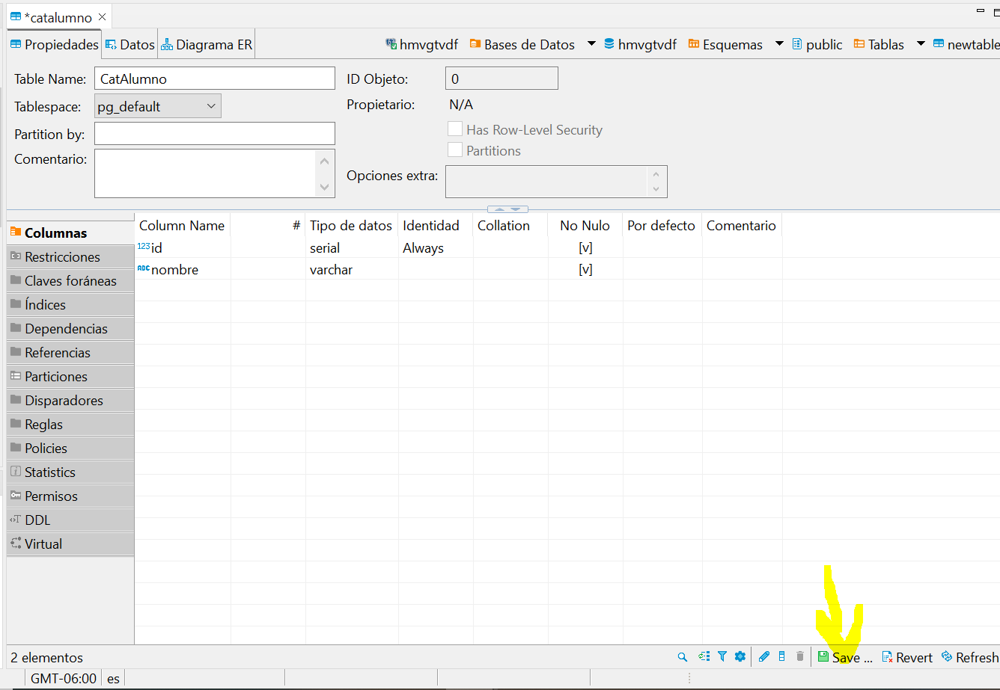 *catalumno
Propiedades Datos Diagrama ER hmvgtvdf Bases de Datos hmvgtvdf Esquemas public Tablas newtable
Table Name: CatAlumno ID Objeto: 0
Tablespace: pg_default Propietario: N/A
Partition by: Has Row-Level Security
Partitions
Comentario: Opciones extra:
Column Name # Tipo de datos Identidad Collation No Nulo Por defecto Comentario
123 id serial Always [v]
ABC nombre varchar [v]
Columnas
Restricciones
Claves foráneas
Índices
Dependencias
Referencias
Particiones
Disparadores
Reglas
Policies
Statistics
Permisos
DDL
Virtual
2 elementos Save ... Revert Refresh
GMT-06:00 es